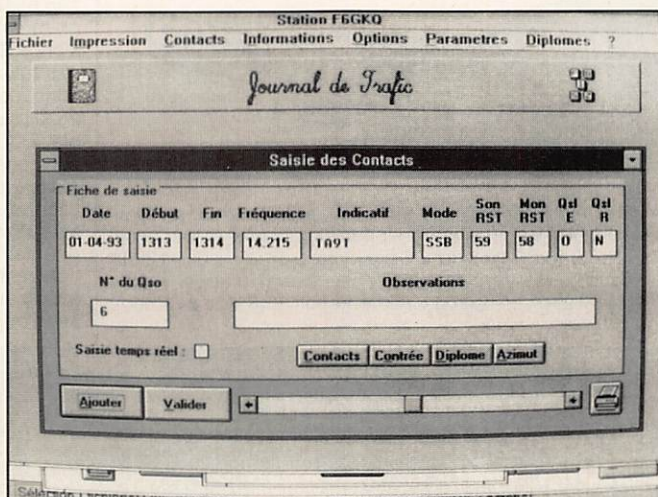 Station F6GKQ
Fichier Impression Contacts Informations Options Parametres Diplomes ?
Journal de Trafic
Saisie des Contacts
Fiche de saisie
Date Début Fin Fréquence Indicatif Mode Son RST Mon RST Qsl E Qsl R
01-04-93 1313 1314 14.215 TA9T SSB 59 58 O N
N° du Qso Observations
6
Saisie temps réel :
Contacts Contrée Diplome Azimut
Ajouter Valider